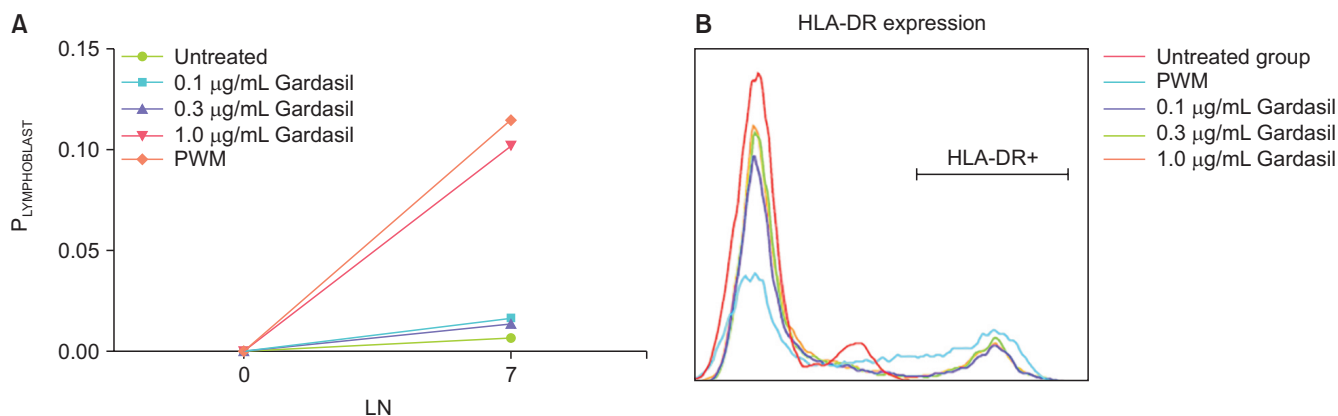 A
0.15
0.10
0.05
0.00
P_LYMPHOBLAST
Untreated
0.1 μg/mL Gardasil
0.3 μg/mL Gardasil
1.0 μg/mL Gardasil
PWM
0
7
LN
B
HLA-DR expression
HLA-DR+
Untreated group
PWM
0.1 μg/mL Gardasil
0.3 μg/mL Gardasil
1.0 μg/mL Gardasil